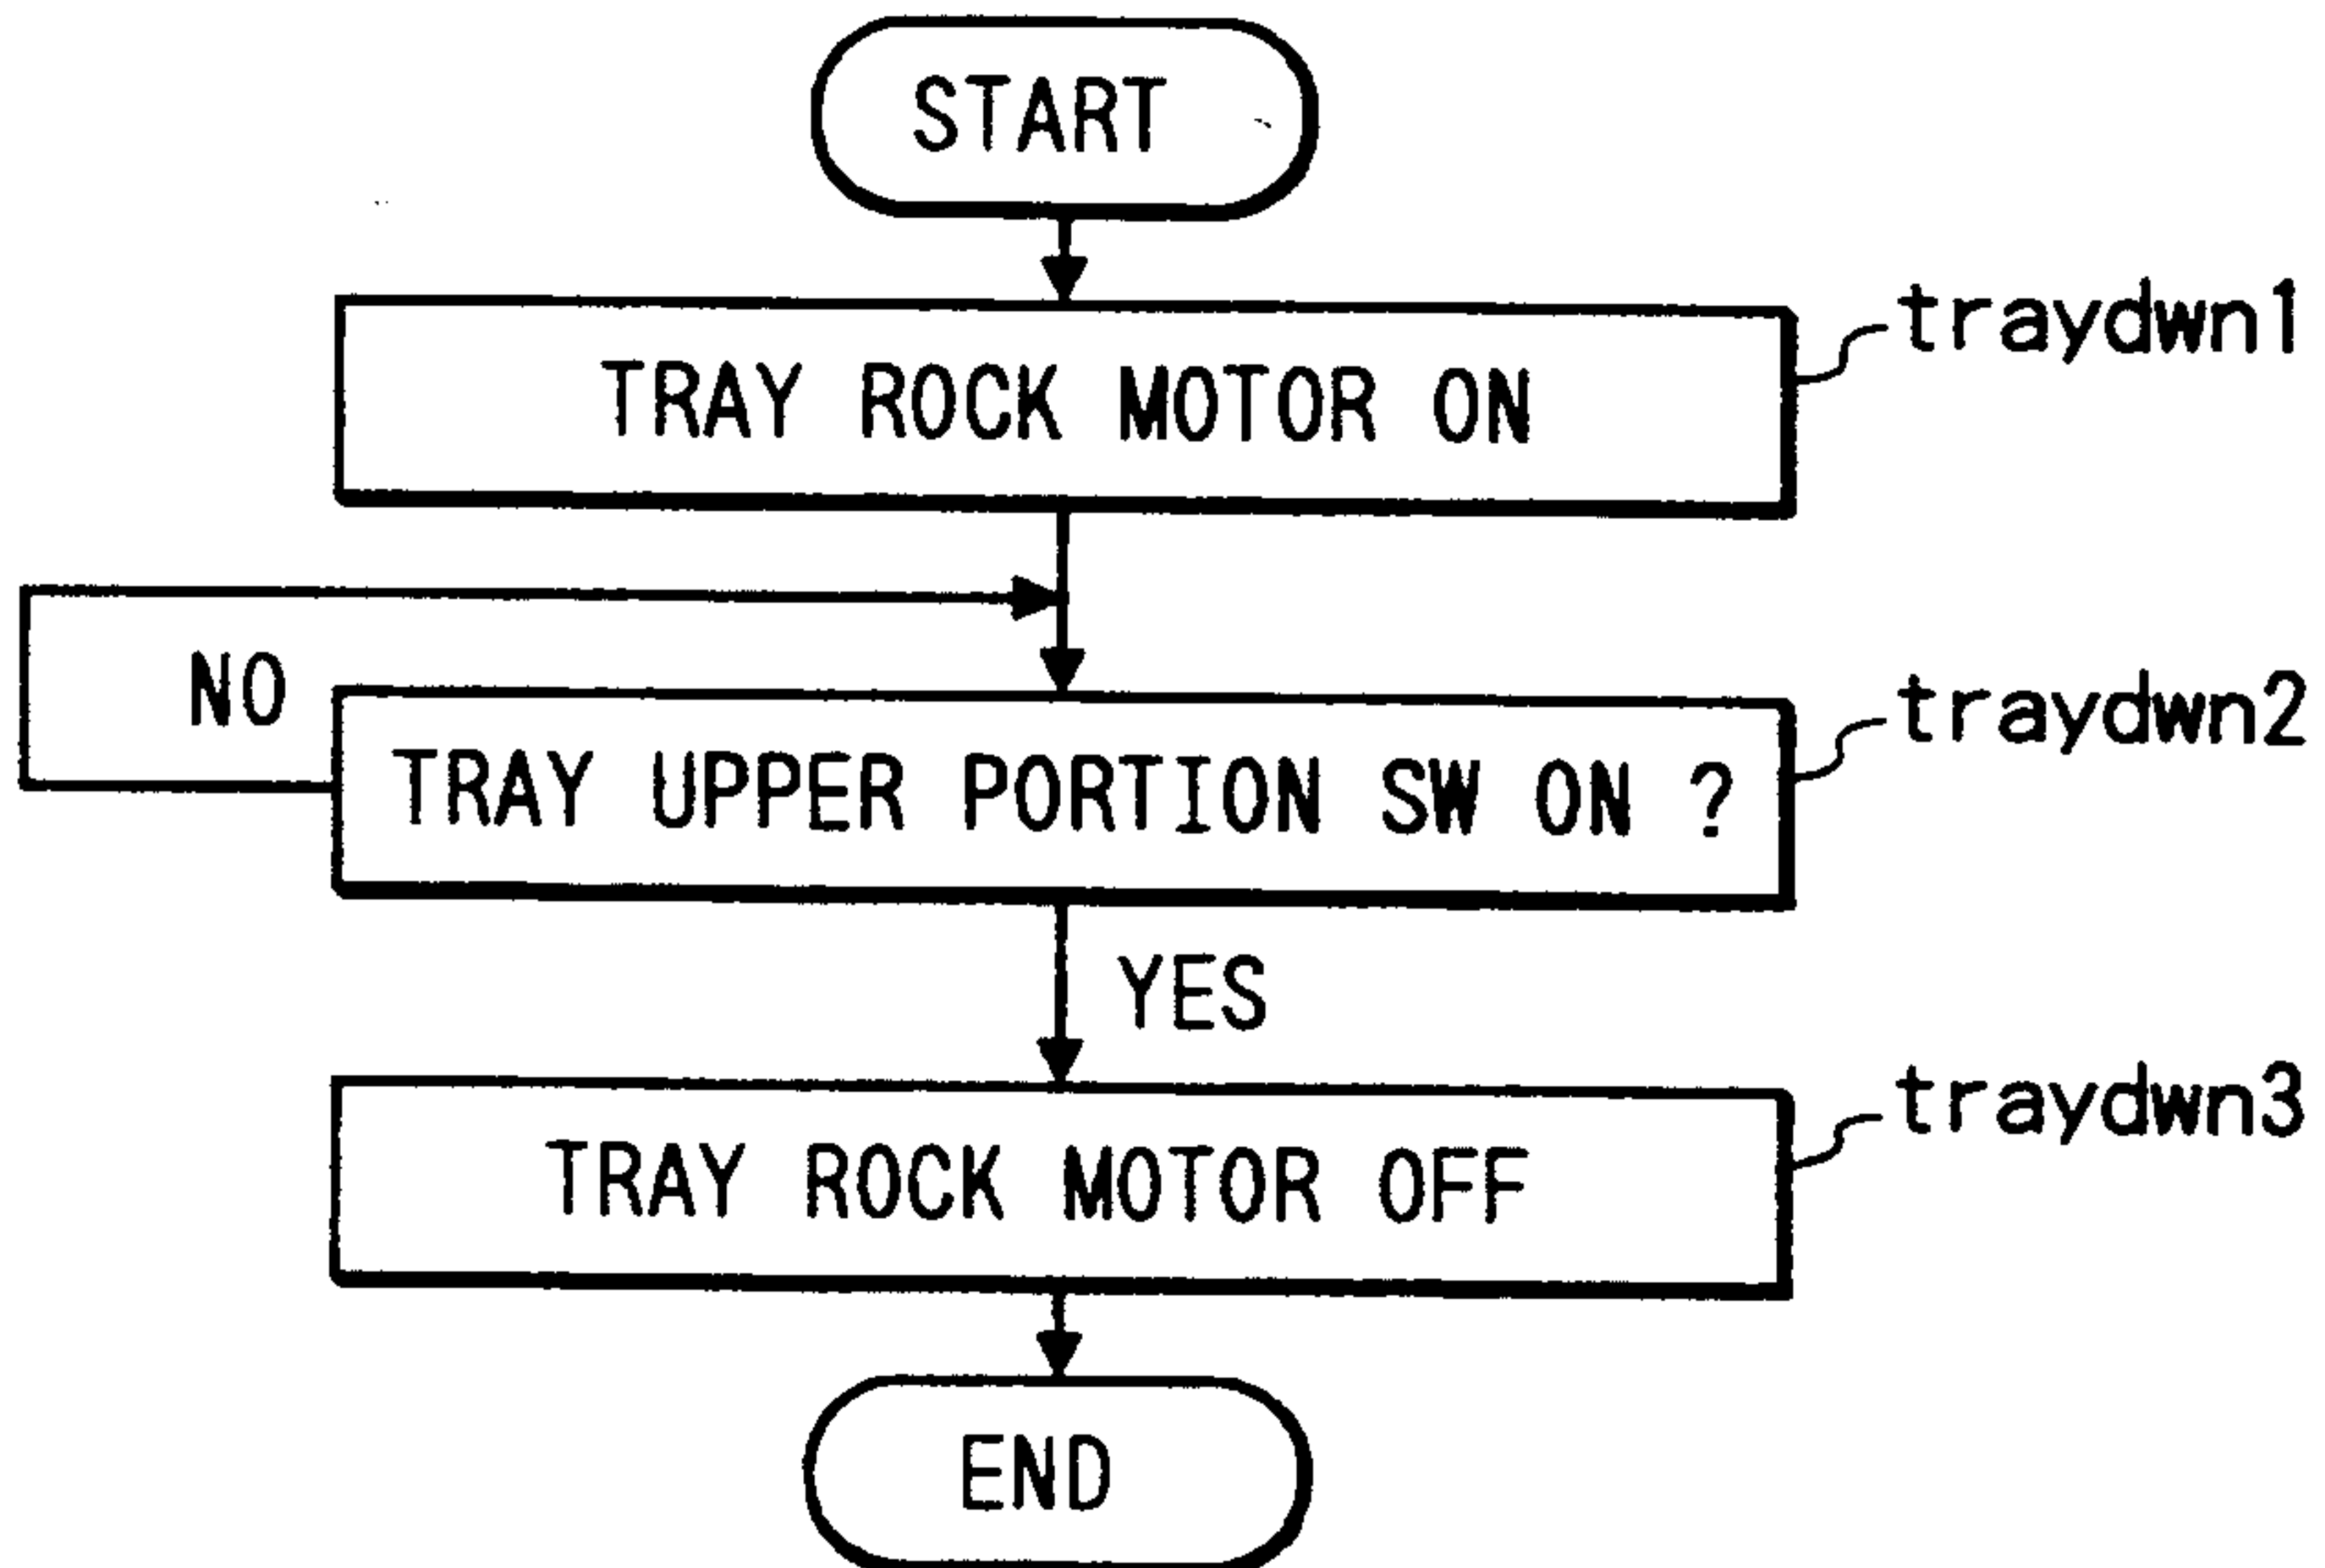 START
TRAY ROCK MOTOR ON
traydwn1
NO
TRAY UPPER PORTION SW ON ?
traydwn2
YES
TRAY ROCK MOTOR OFF
traydwn3
END